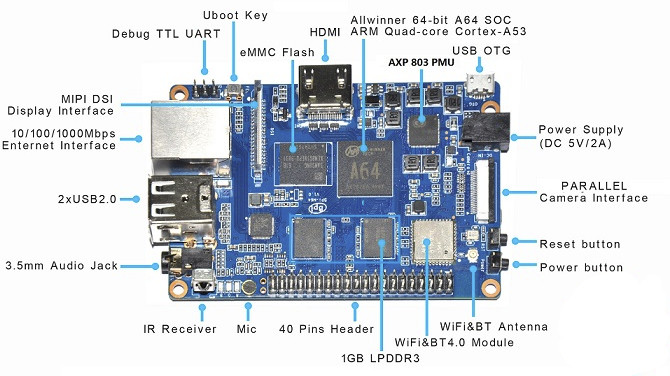 Uboot Key
Allwinner 64-bit A64 SOC
Debug TTL UART
HDMI
ARM Quad-core Cortex-A53
eMMC Flash
AXP 803 PMU
USB OTG
MIPI DSI
Display Interface
10/100/1000Mbps
Enternet Interface
Power Supply
(DC 5V/2A)
A64
2xUSB2.0
PARALLEL
Camera Interface
Reset button
3.5mm Audio Jack
Power button
IR Receiver
Mic
40 Pins Header
WiFi&BT Antenna
WiFi&BT4.0 Module
1GB LPDDR3